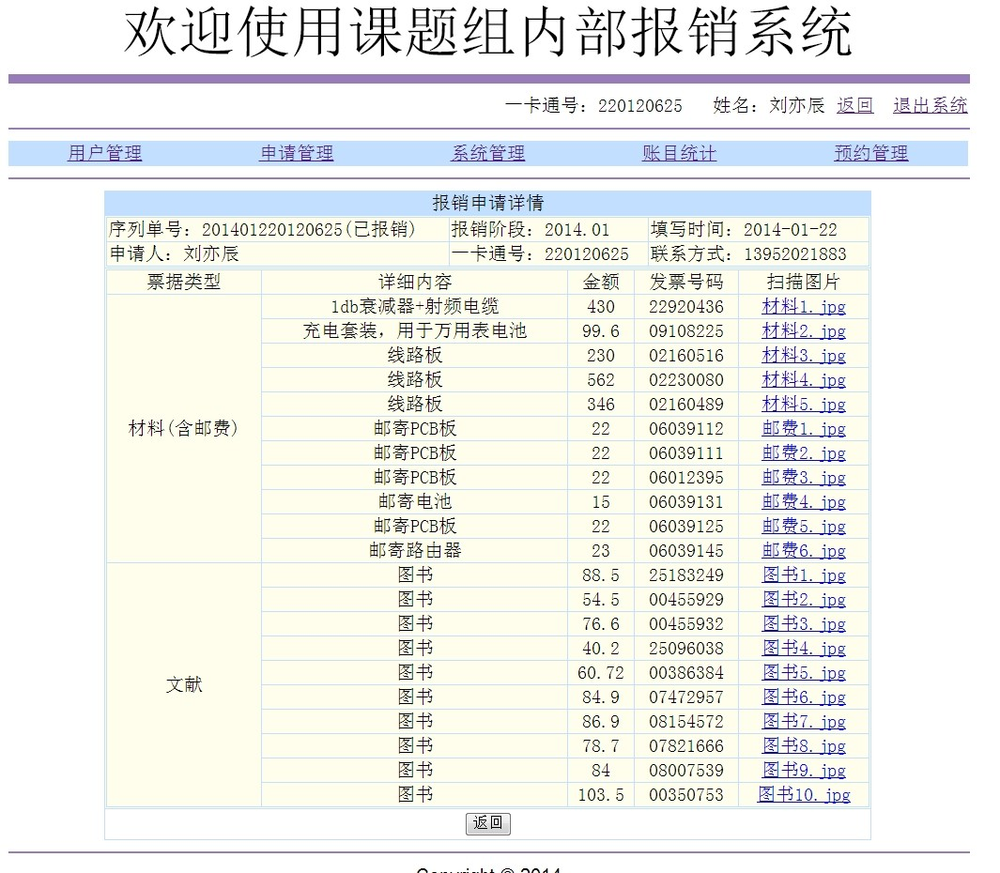 欢迎使用课题组内部报销系统
一卡通号：220120625 姓名：刘亦辰 返回 退出系统
用户管理 申请管理 系统管理 账目统计 预约管理
报销申请详情
序列单号：201401220120625(已报销) 报销阶段：2014.01 填写时间：2014-01-22
申请人：刘亦辰 一卡通号：220120625 联系方式：13952021883
票据类型 详细内容 金额 发票号码 扫描图片
1db衰减器+射频电缆 430 22920436 材料1.jpg
充电套装，用于万用表电池 99.6 09108225 材料2.jpg
线路板 230 02160516 材料3.jpg
线路板 562 02230080 材料4.jpg
线路板 346 02160489 材料5.jpg
材料(含邮费) 邮寄PCB板 22 06039112 邮费1.jpg
邮寄PCB板 22 06039111 邮费2.jpg
邮寄PCB板 22 06012395 邮费3.jpg
邮寄电池 15 06039131 邮费4.jpg
邮寄PCB板 22 06039125 邮费5.jpg
邮寄路由器 23 06039145 邮费6.jpg
图书 88.5 25183249 图书1.jpg
图书 54.5 00455929 图书2.jpg
图书 76.6 00455932 图书3.jpg
图书 40.2 25096038 图书4.jpg
文献 图书 60.72 00386384 图书5.jpg
图书 84.9 07472957 图书6.jpg
图书 86.9 08154572 图书7.jpg
图书 78.7 07821666 图书8.jpg
图书 84 08007539 图书9.jpg
图书 103.5 00350753 图书10.jpg
返回
Copyright © 2014